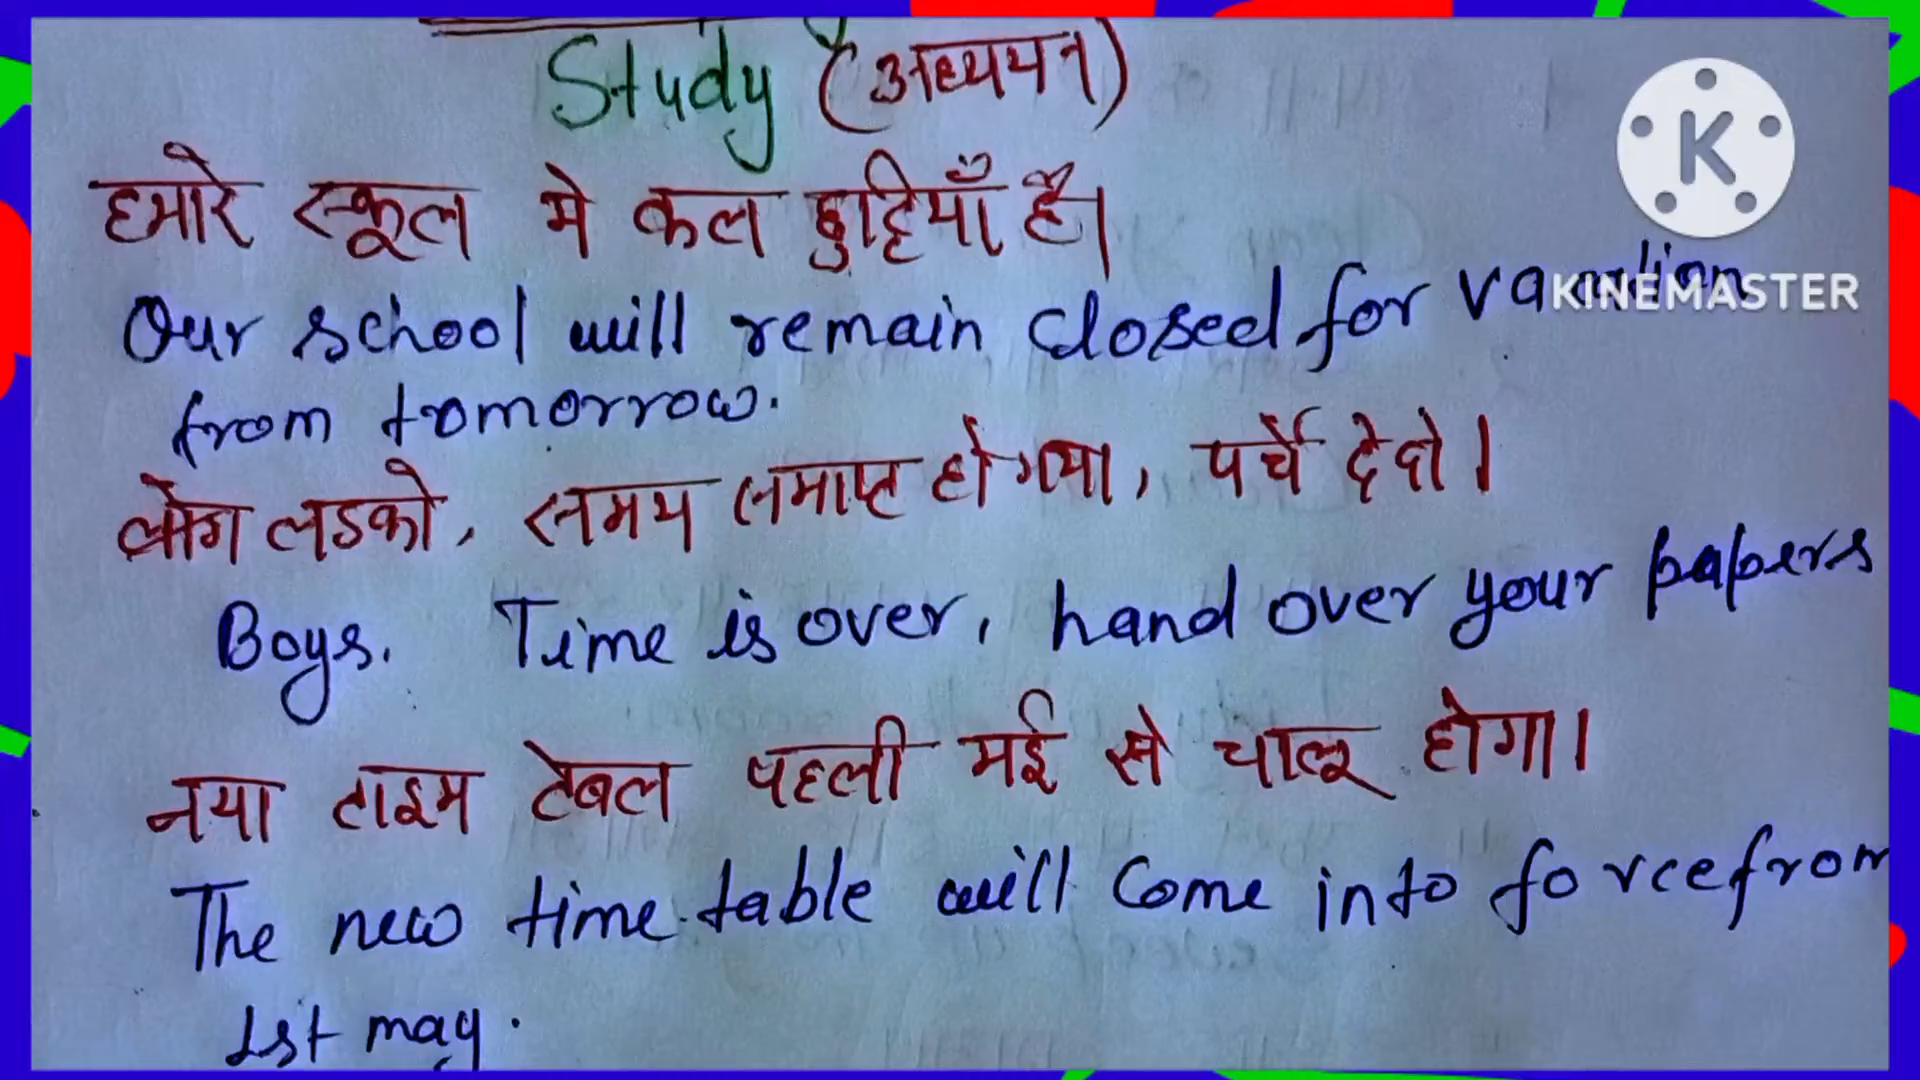 Study (अध्ययन)
हमारे स्कूल मे कल छुट्टियाँ है।
Our school will remain closed for
from tomorrow.
लडको, समय समाप्त हो गया, पर्चे देदो।
Boys. Time is over, hand over your papers
नया टाइम टेबल पहली मई से चालू होगा।
The new time table will come into force from
1st may.
K
KINEMASTER